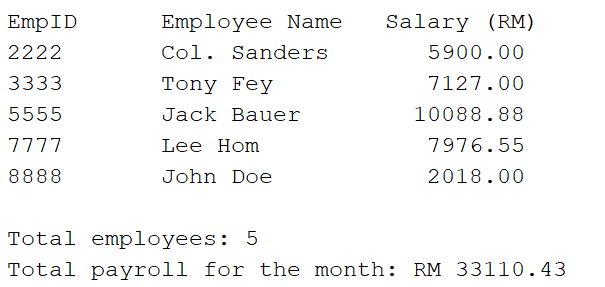 EmpID      Employee Name   Salary (RM)
2222       Col. Sanders       5900.00
3333       Tony Fey           7127.00
5555       Jack Bauer        10088.88
7777       Lee Hom            7976.55
8888       John Doe           2018.00

Total employees: 5
Total payroll for the month: RM 33110.43